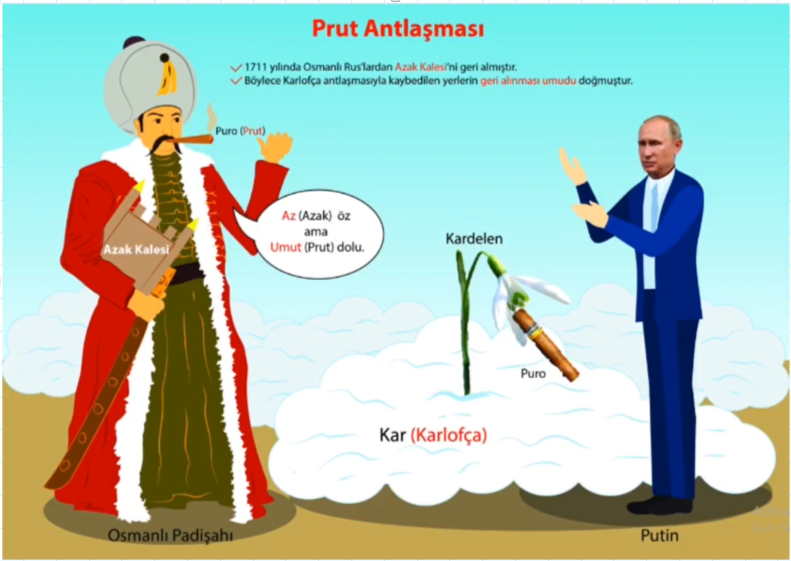 Prut Antlaşması
1711 yılında Osmanlı Rus'lardan Azak Kalesi'ni geri almıştır.
Böylece Karlofça antlaşmasıyla kaybedilen yerlerin geri alınması umudu doğmuştur.
Puro (Prut)
Az (Azak) öz
ama
Umut (Prut) dolu.
Azak Kalesi
Kardelen
Puro
Kar (Karlofça)
Osmanlı Padişahı
Putin